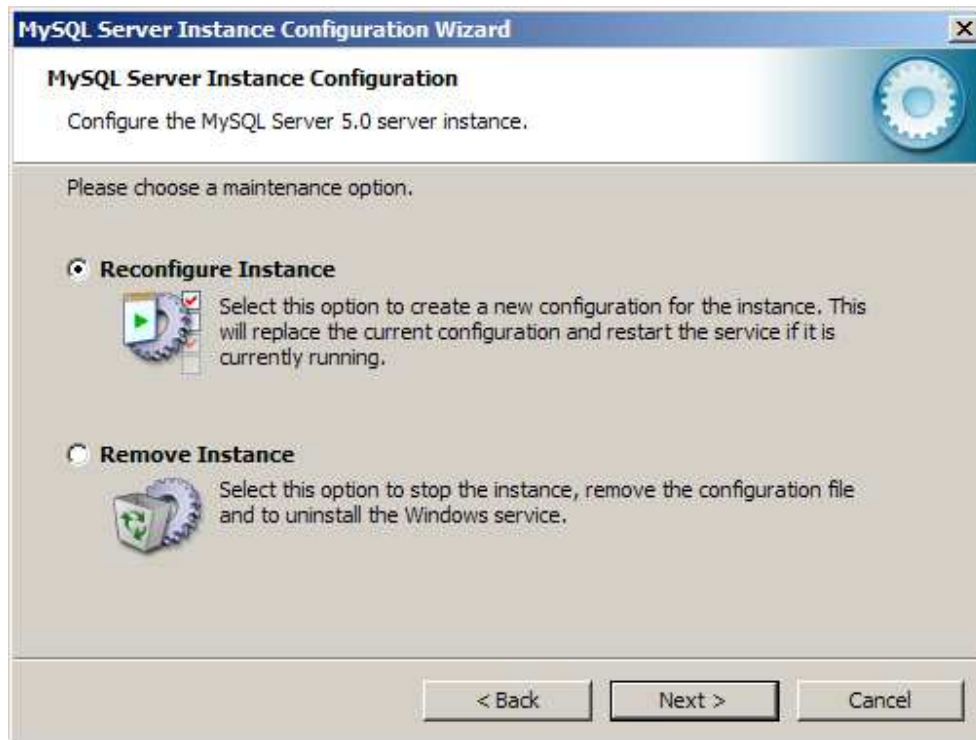 MySQL Server Instance Configuration Wizard
MySQL Server Instance Configuration
Configure the MySQL Server 5.0 server instance.
Please choose a maintenance option.
Reconfigure Instance
Select this option to create a new configuration for the instance. This
will replace the current configuration and restart the service if it is
currently running.
Remove Instance
Select this option to stop the instance, remove the configuration file
and to uninstall the Windows service.
< Back
Next >
Cancel